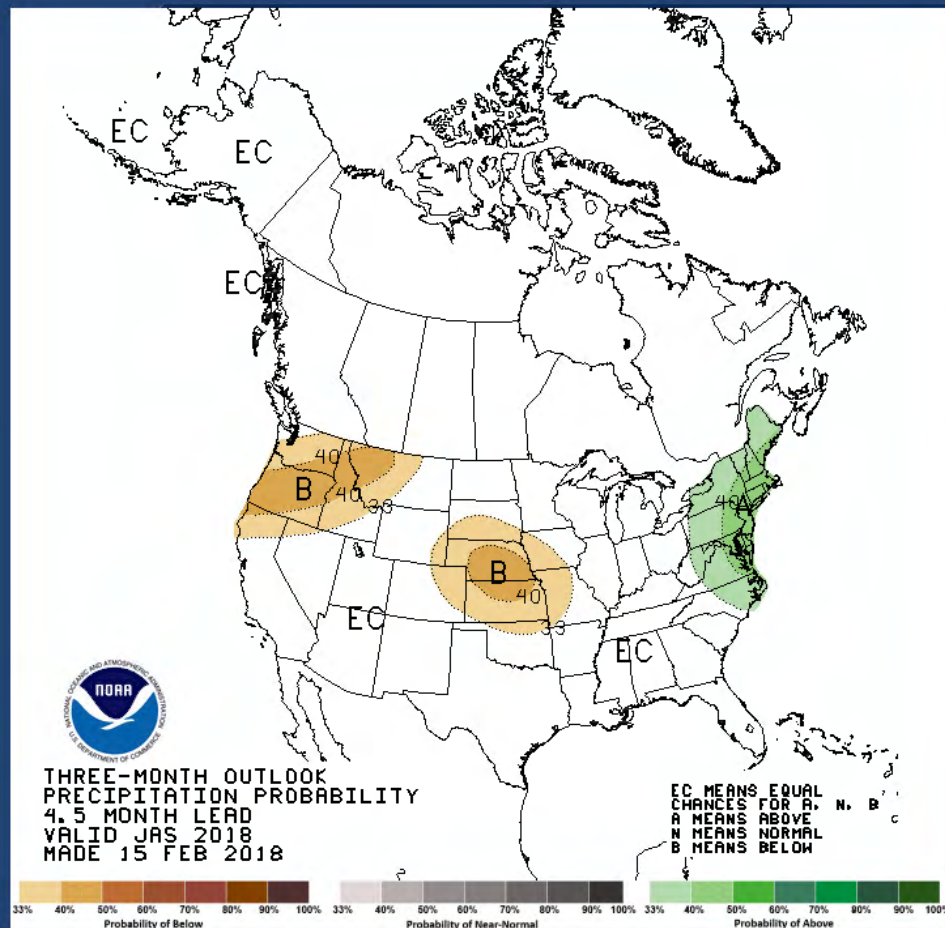 EC
EC
EC
40
B
40
33
B
40
33
EC
EC
40
A
NATIONAL OCEANIC AND ATMOSPHERIC ADMINISTRATION
NOAA
U.S. DEPARTMENT OF COMMERCE
THREE-MONTH OUTLOOK
PRECIPITATION PROBABILITY
4.5 MONTH LEAD
VALID JAS 2018
MADE 15 FEB 2018
EC MEANS EQUAL
CHANCES FOR A, N, B
A MEANS ABOVE
N MEANS NORMAL
B MEANS BELOW
33% 40% 50% 60% 70% 80% 90% 100%
Probability of Below
33% 40% 50% 60% 70% 80% 90% 100%
Probability of Near-Normal
33% 40% 50% 60% 70% 80% 90% 100%
Probability of Above